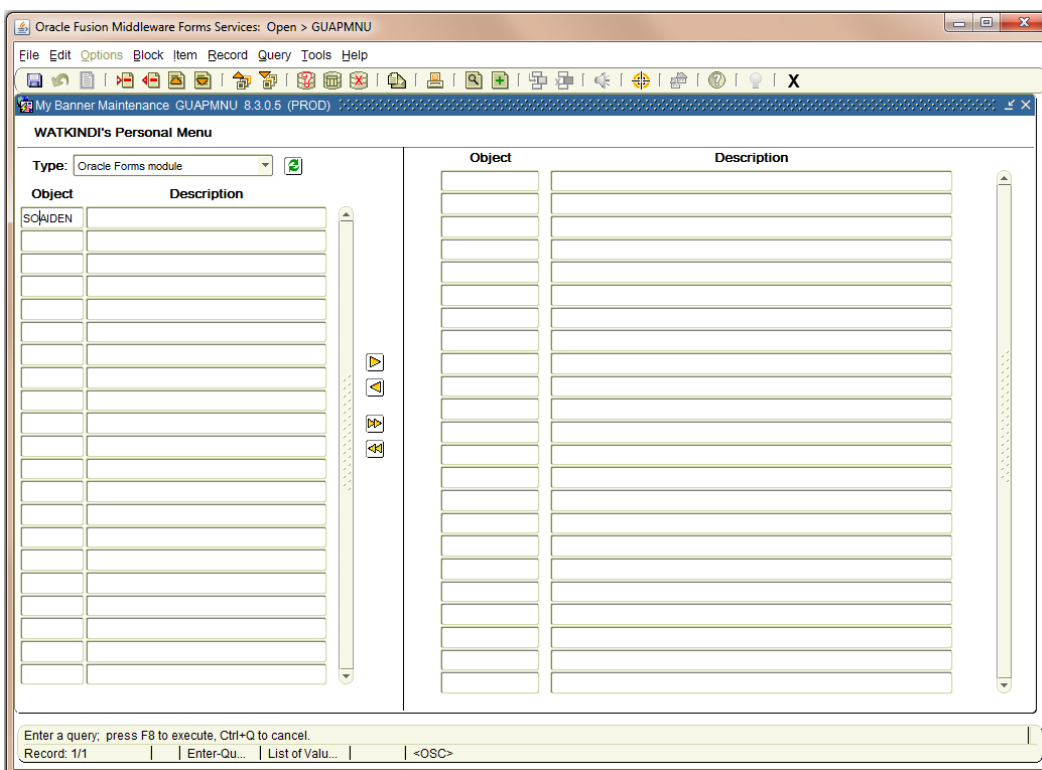 Oracle Fusion Middleware Forms Services: Open > GUAPMNU
File Edit Options Block Item Record Query Tools Help
X
My Banner Maintenance GUAPMNU 8.3.0.5 (PROD)
WATKINDI's Personal Menu
Type: Oracle Forms module
Object Description
SOAIDEN
Object Description
Enter a query; press F8 to execute, Ctrl+Q to cancel.
Record: 1/1 Enter-Qu... List of Valu... <OSC>